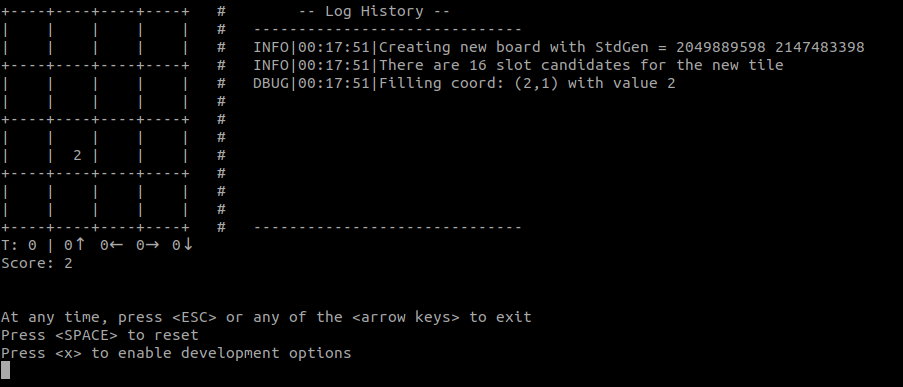 +----+----+----+----+   #        -- Log History --
|    |    |    |    |   #   ------------------------------
|    |    |    |    |   #   INFO|00:17:51|Creating new board with StdGen = 2049889598 2147483398
+----+----+----+----+   #   INFO|00:17:51|There are 16 slot candidates for the new tile
|    |    |    |    |   #   DBUG|00:17:51|Filling coord: (2,1) with value 2
|    |    |    |    |   #
+----+----+----+----+   #
|    |    |    |    |   #
|    |  2 |    |    |   #
+----+----+----+----+   #
|    |    |    |    |   #
|    |    |    |    |   #
+----+----+----+----+   #   ------------------------------
T: 0 | 0↑ 0← 0→ 0↓
Score: 2
At any time, press <ESC> or any of the <arrow keys> to exit
Press <SPACE> to reset
Press <x> to enable development options